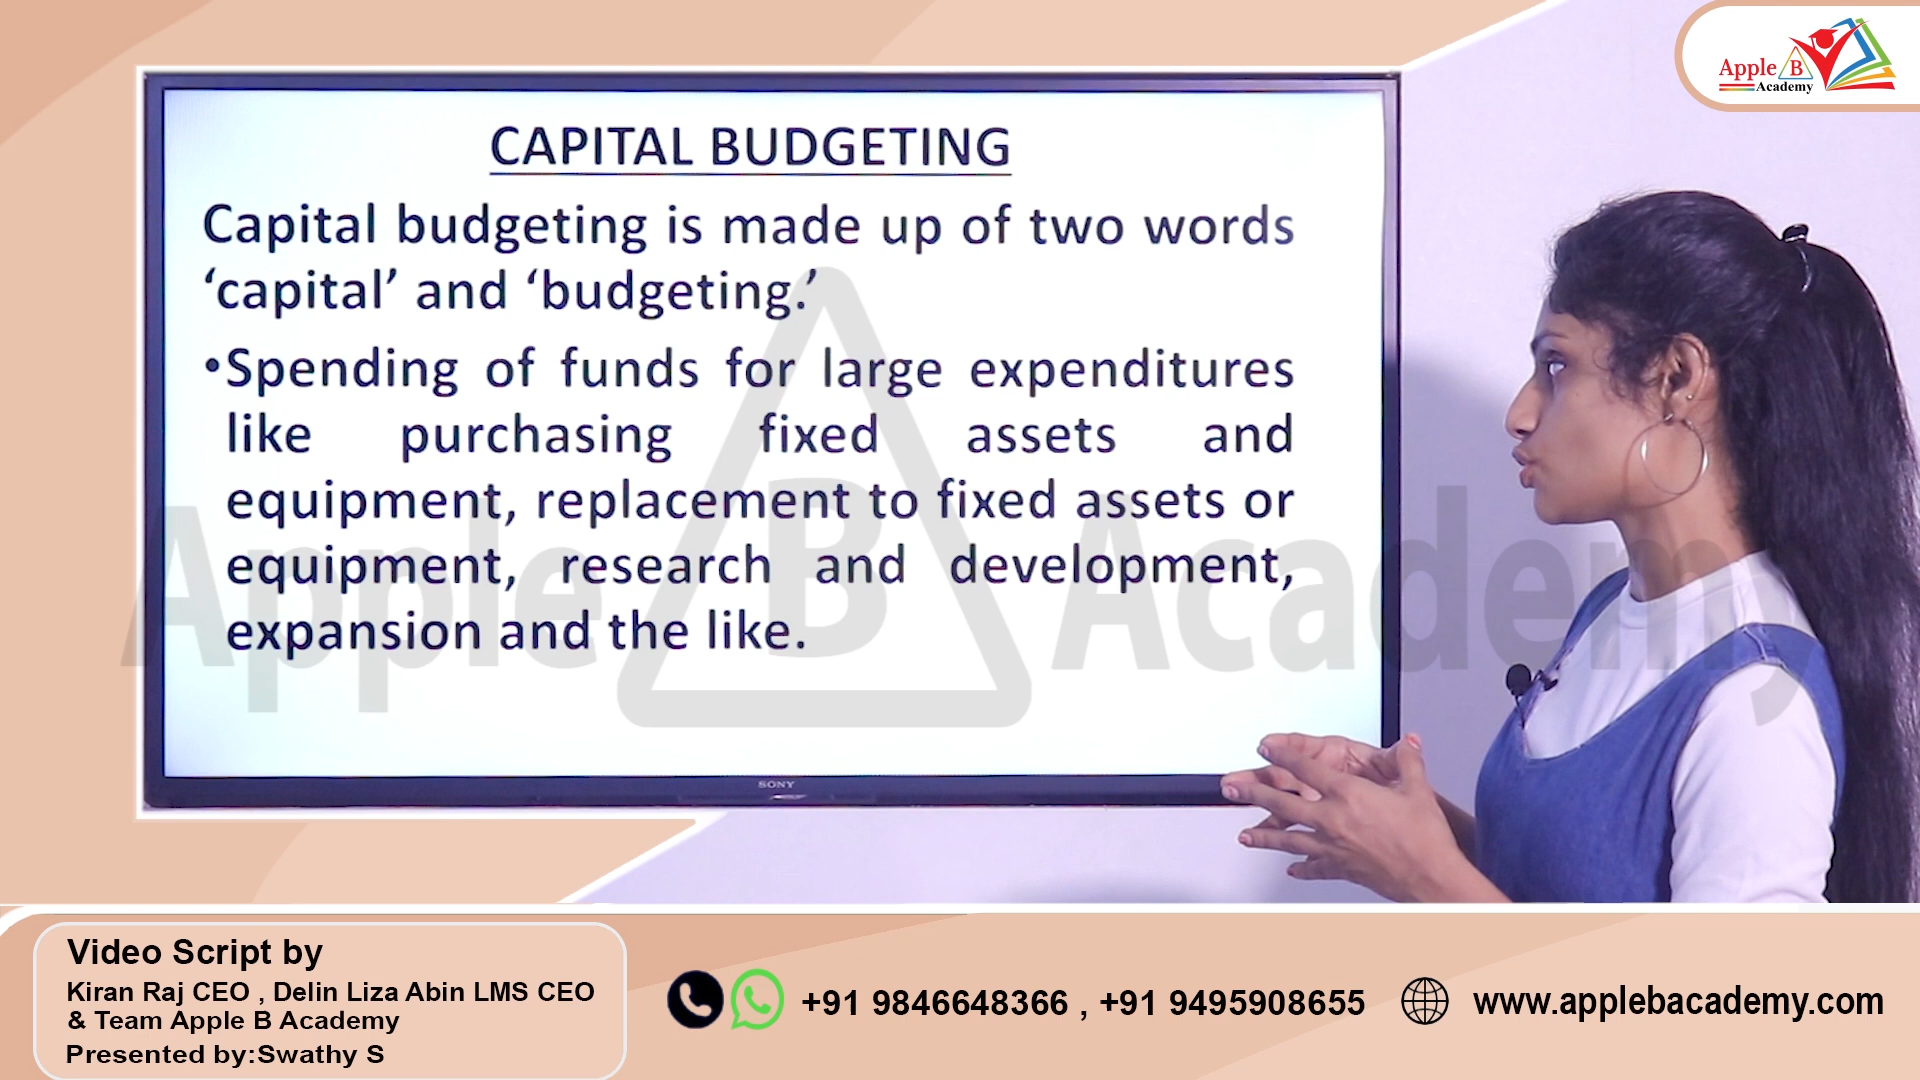 Apple B
Academy
CAPITAL BUDGETING
Capital budgeting is made up of two words
‘capital’ and ‘budgeting.’
•Spending of funds for large expenditures
like purchasing fixed assets and
equipment, replacement to fixed assets or
equipment, research and development,
expansion and the like.
Apple B Academy
SONY
Video Script by
Kiran Raj CEO , Delin Liza Abin LMS CEO
& Team Apple B Academy
Presented by:Swathy S
+91 9846648366 , +91 9495908655
www.applebacademy.com